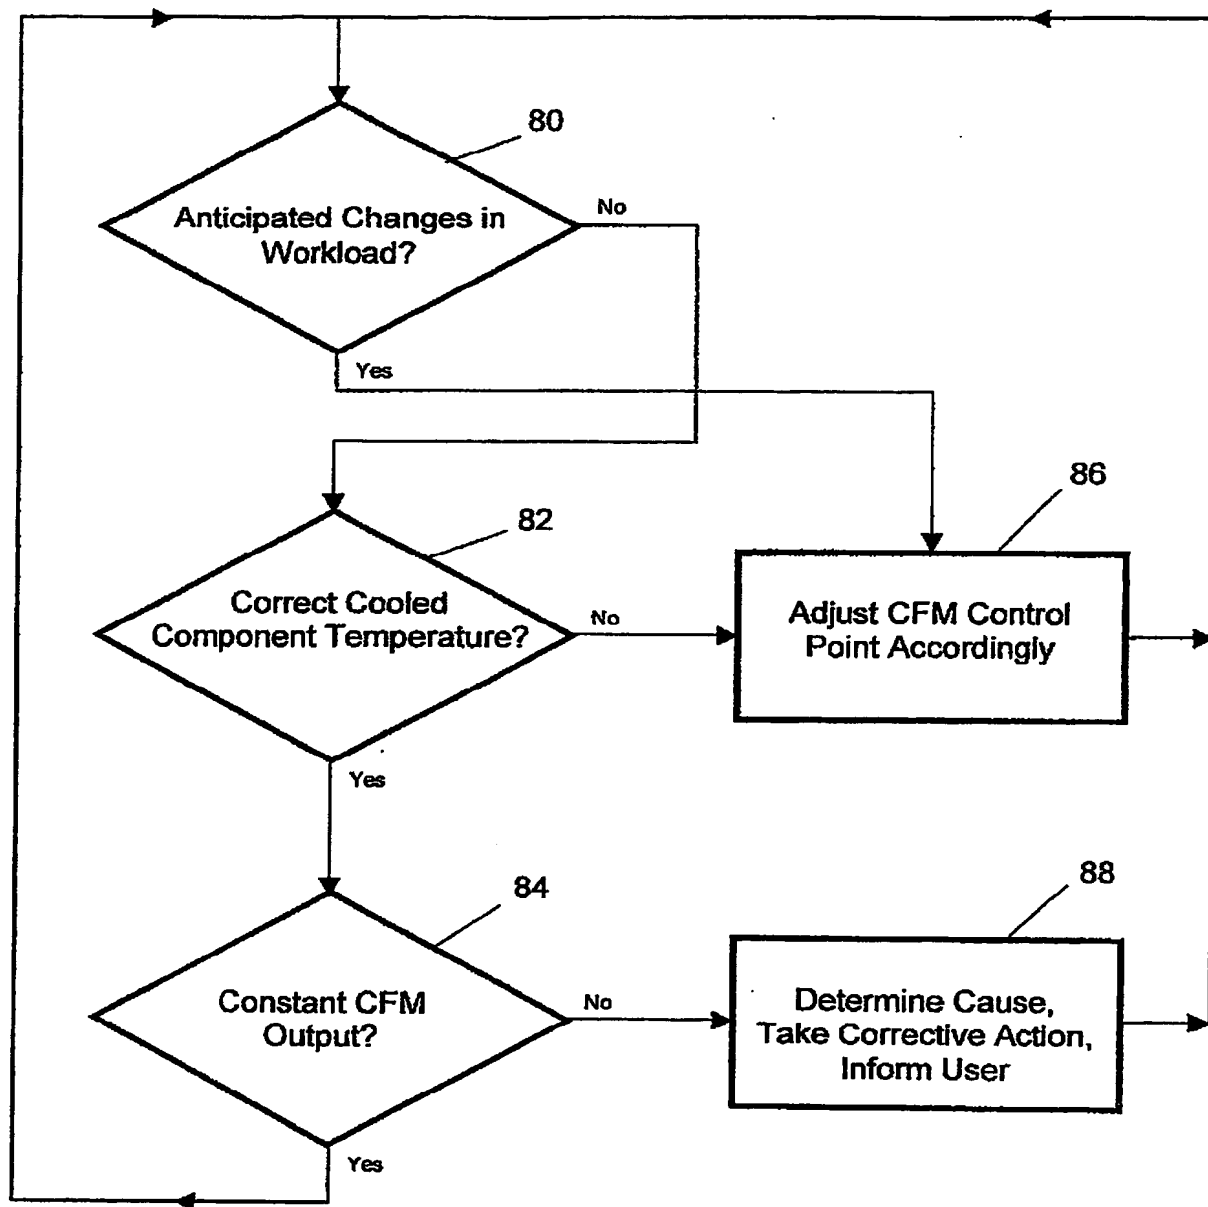 80
Anticipated Changes in
Workload?
No
Yes
82
Correct Cooled
Component Temperature?
No
Yes
86
Adjust CFM Control
Point Accordingly
84
Constant CFM
Output?
No
Yes
88
Determine Cause,
Take Corrective Action,
Inform User